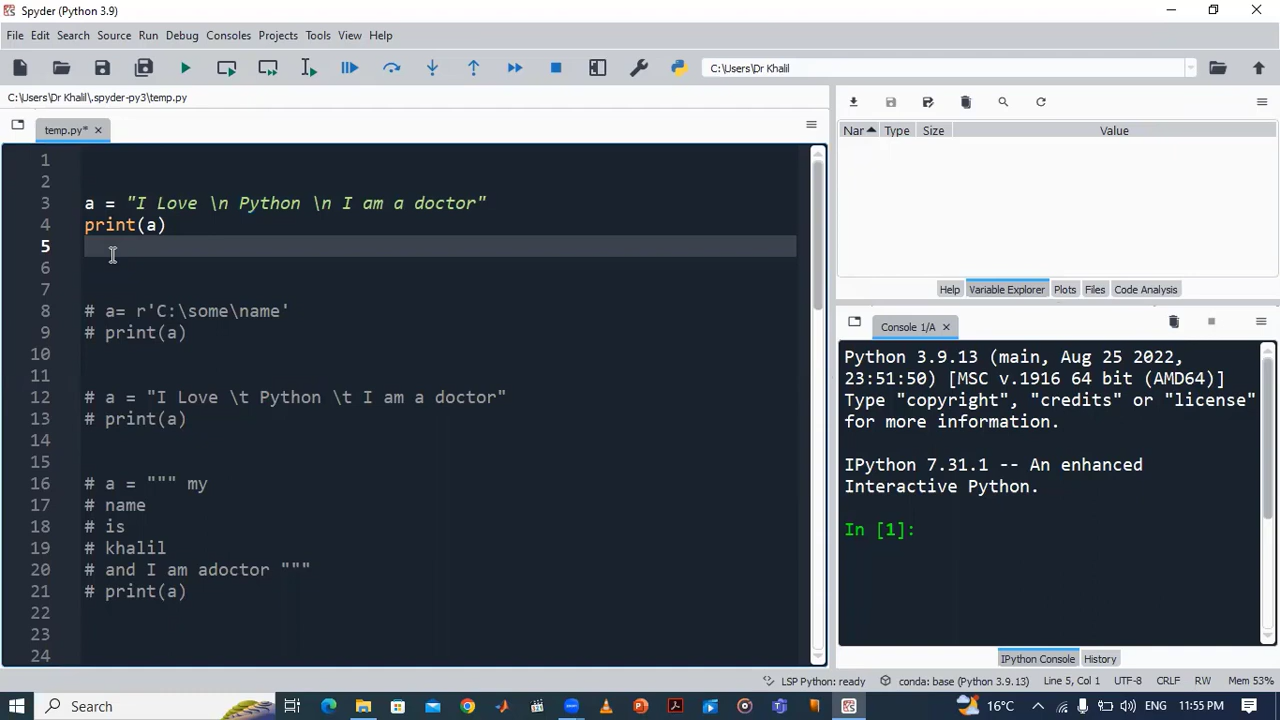 Spyder (Python 3.9)
File Edit Search Source Run Debug Consoles Projects Tools View Help
C:\Users\Dr Khalil
C:\Users\Dr Khalil\.spyder-py3\temp.py
temp.py*
1
2
3 a = "I Love \n Python \n I am a doctor"
4 print(a)
5
6
7
8 # a= r'C:\some\name'
9 # print(a)
10
11
12 # a = "I Love \t Python \t I am a doctor"
13 # print(a)
14
15
16 # a = """ my
17 # name
18 # is
19 # khalil
20 # and I am adoctor """
21 # print(a)
22
23
24
Nar Type Size Value
Help Variable Explorer Plots Files Code Analysis
Console 1/A
Python 3.9.13 (main, Aug 25 2022,
23:51:50) [MSC v.1916 64 bit (AMD64)]
Type "copyright", "credits" or "license"
for more information.
IPython 7.31.1 -- An enhanced
Interactive Python.
In [1]:
IPython Console History
LSP Python: ready conda: base (Python 3.9.13) Line 5, Col 1 UTF-8 CRLF RW Mem 53%
Search 16°C ENG 11:55 PM